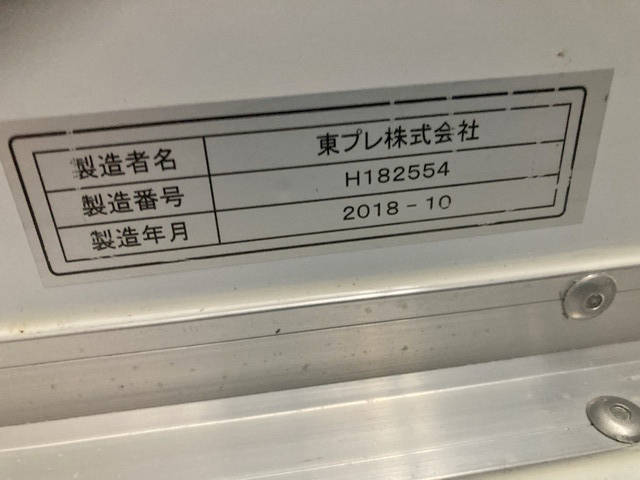 製造者名 東プレ株式会社
製造番号 H182554
製造年月 2018-10